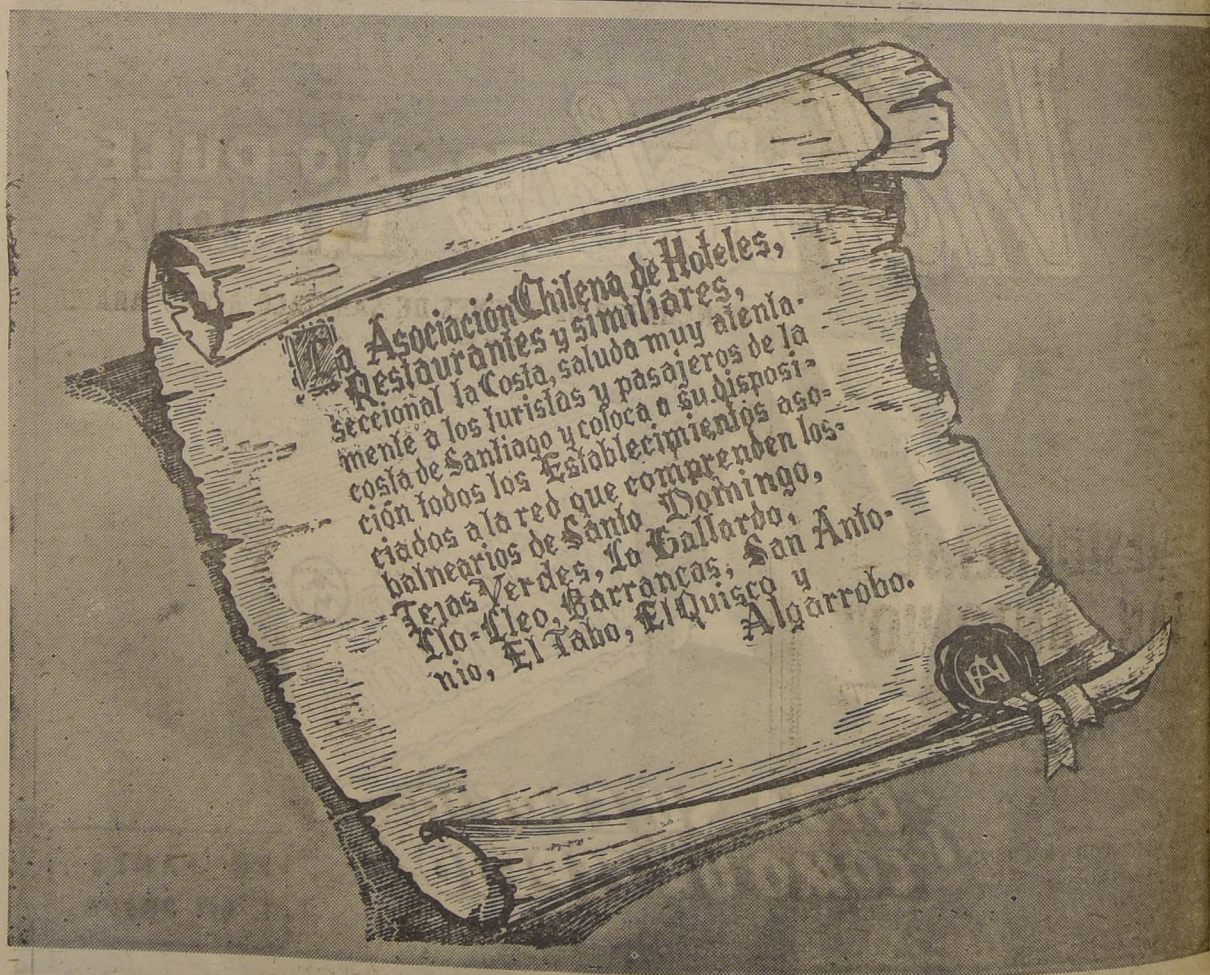 La Asociación Chilena de Hoteles,
Restaurantes y similiares,
seccional la Costa, saluda muy atenta-
mente a los turistas y pasajeros de la
costa de Santiago y coloca a su disposi-
ción todos los Establecimientos aso-
ciados a la red que comprenden los
balnearios de Santo Domingo,
Tejas Verdes, Lo Gallardo,
Llo-Lleo, Barrancas, San Anto-
nio, El Tabo, El Quisco y
Algarrobo.